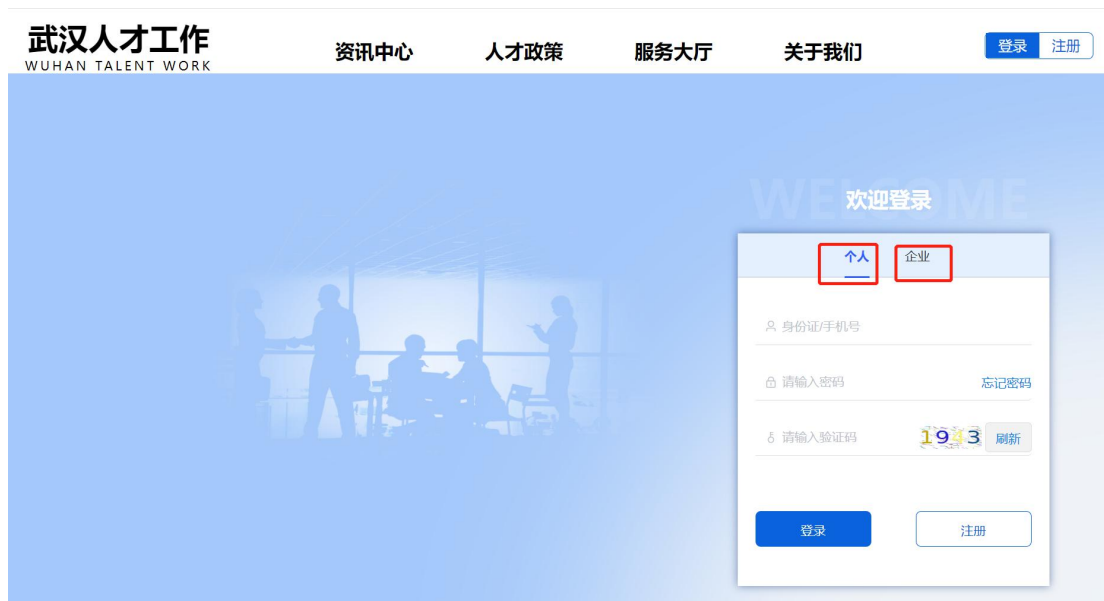 武汉人才工作
WUHAN TALENT WORK
资讯中心 人才政策 服务大厅 关于我们 登录 注册
WELCOME
欢迎登录
个人 企业
身份证/手机号
请输入密码 忘记密码
请输入验证码 1943 刷新
登录 注册